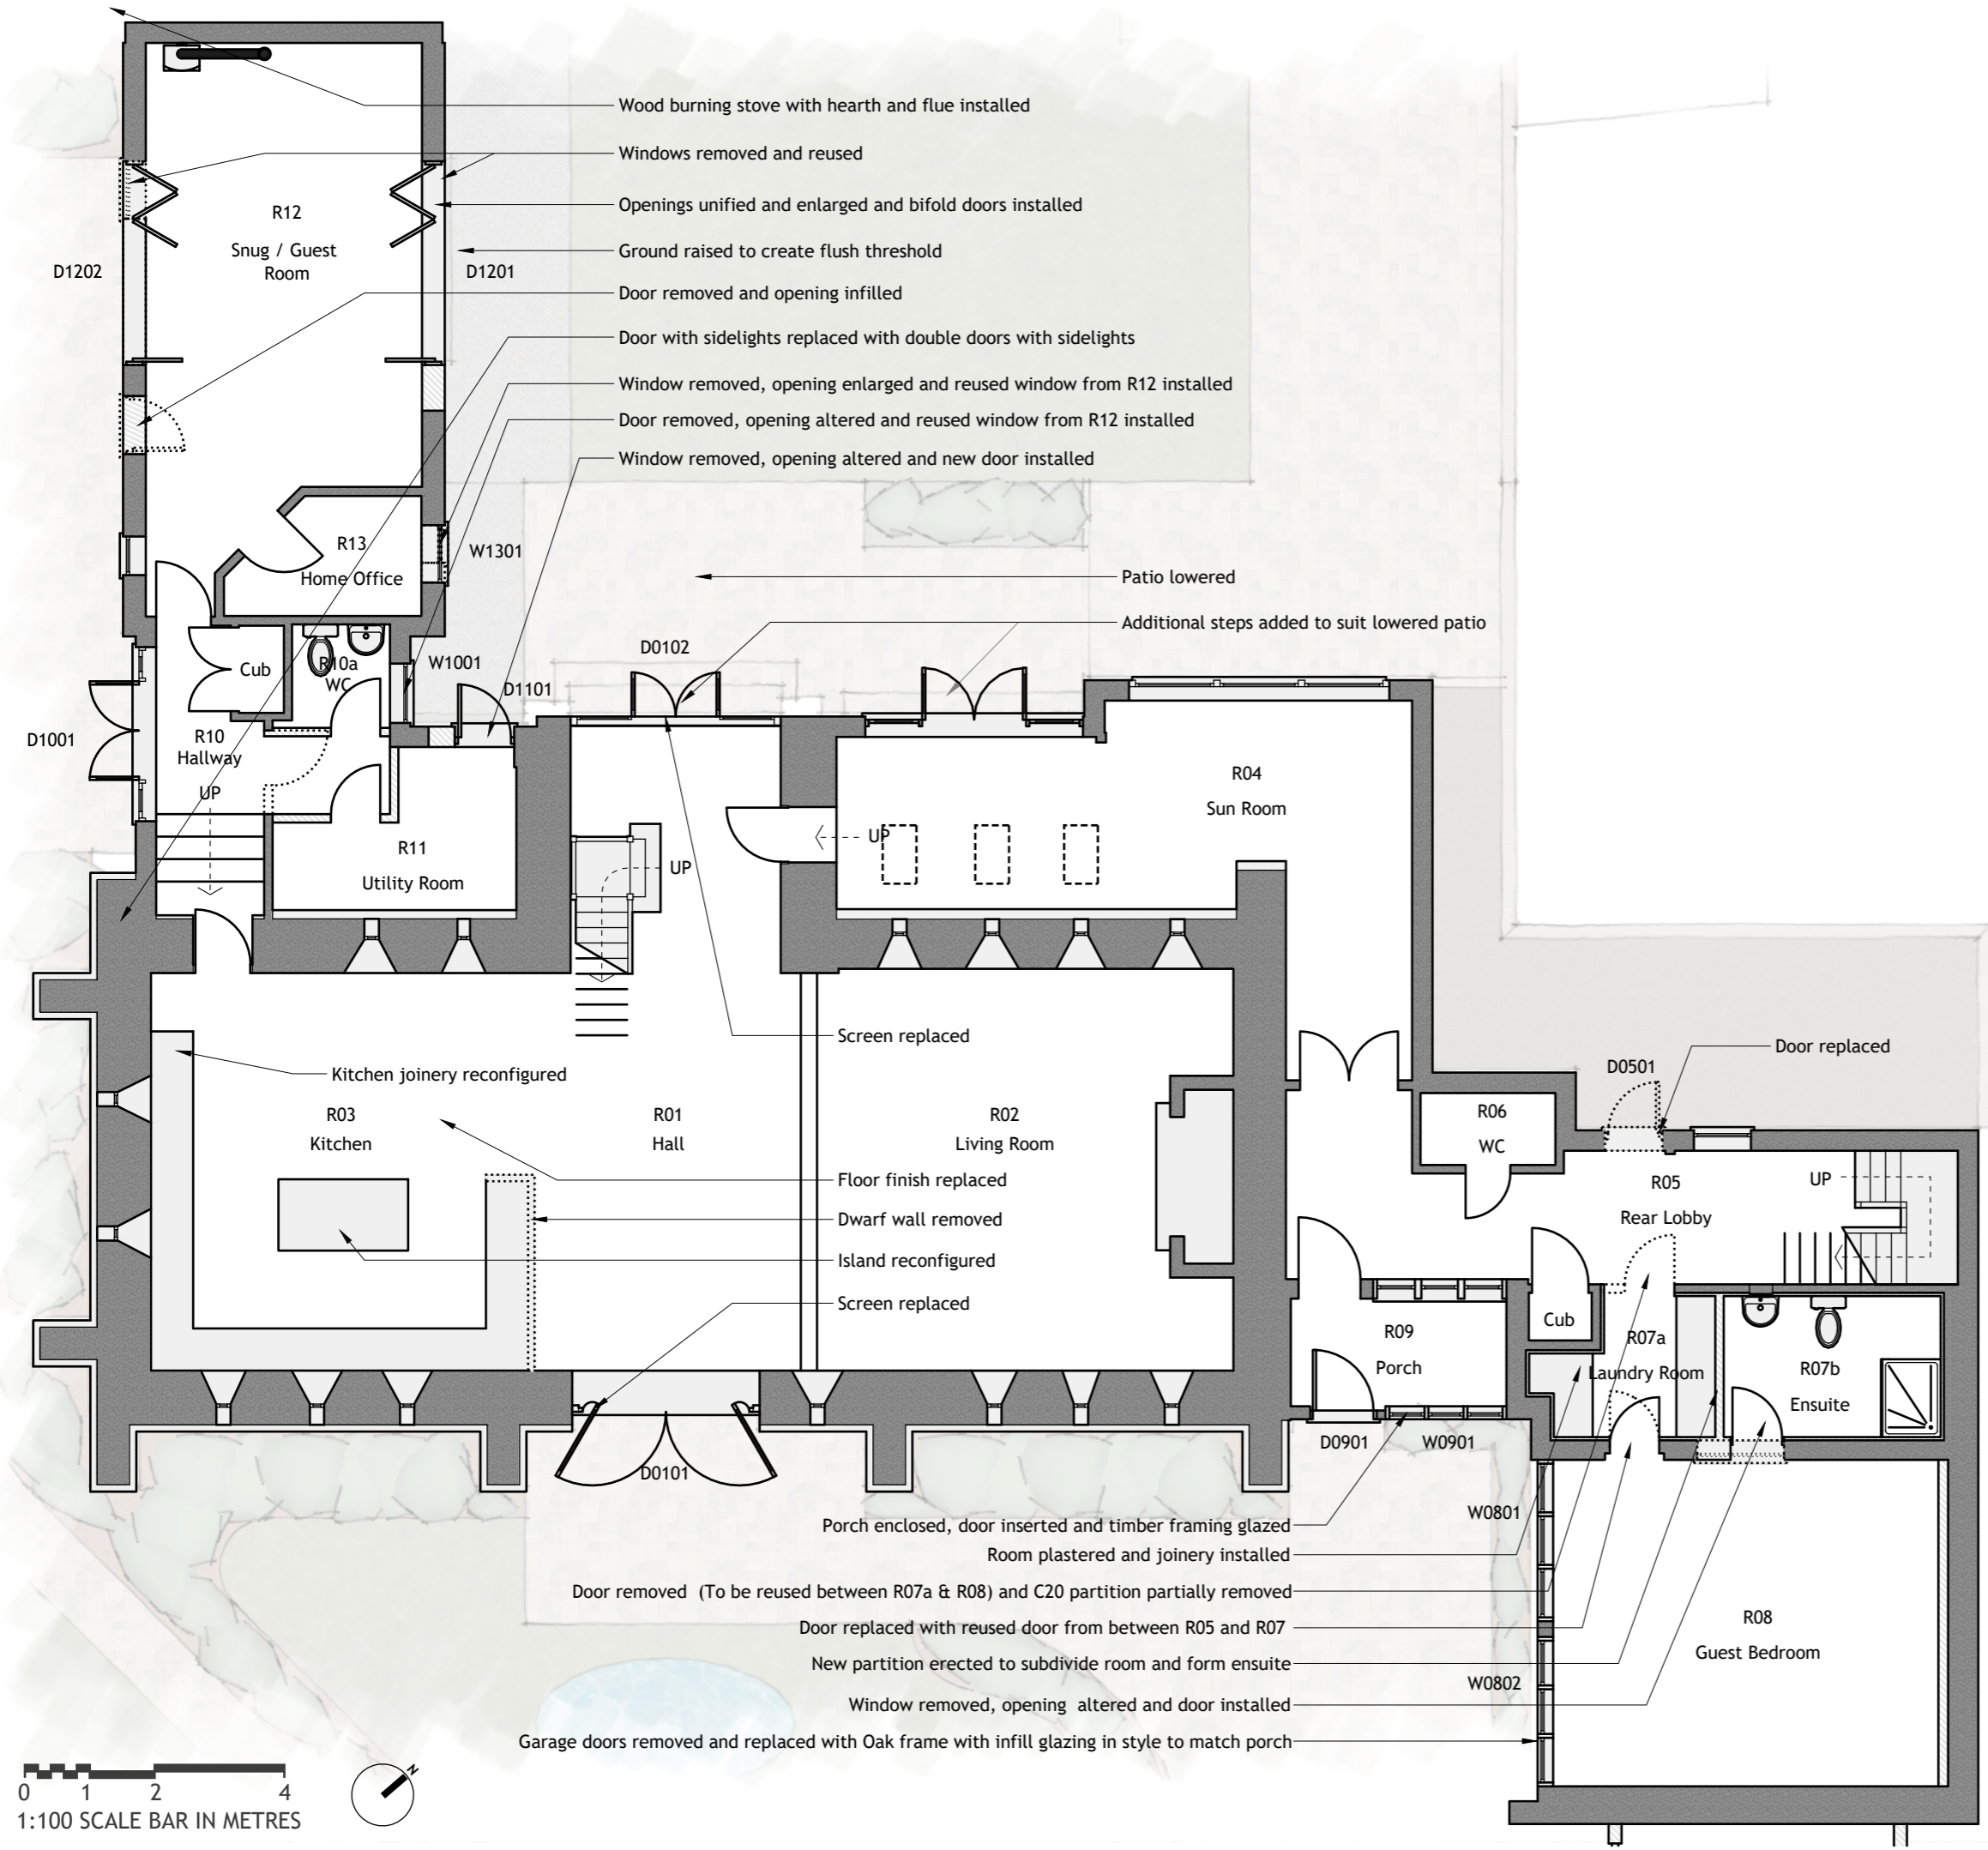 Wood burning stove with hearth and flue installed
Windows removed and reused
Openings unified and enlarged and bifold doors installed
R12
Snug / Guest
Room
Ground raised to create flush threshold
D1202
D1201
Door removed and opening infilled
Door with sidelights replaced with double doors with sidelights
Window removed, opening enlarged and reused window from R12 installed
Door removed, opening altered and reused window from R12 installed
Window removed, opening altered and new door installed
R13
Home Office
W1301
Patio lowered
Additional steps added to suit lowered patio
D0102
Cub
R10a
WC
W1001
D1101
D1001
R10
Hallway
UP
R04
Sun Room
UP
R11
Utility Room
UP
Screen replaced
Door replaced
D0501
Kitchen joinery reconfigured
R03
Kitchen
R01
Hall
R02
Living Room
R06
WC
Floor finish replaced
R05
Rear Lobby
UP
Dwarf wall removed
Island reconfigured
Screen replaced
Cub
R09
Porch
R07a
Laundry Room
R07b
Ensuite
D0101
D0901
W0901
W0801
Porch enclosed, door inserted and timber framing glazed
Room plastered and joinery installed
Door removed (To be reused between R07a & R08) and C20 partition partially removed
Door replaced with reused door from between R05 and R07
R08
Guest Bedroom
New partition erected to subdivide room and form ensuite
W0802
Window removed, opening altered and door installed
Garage doors removed and replaced with Oak frame with infill glazing in style to match porch
N
0 1 2 4
1:100 SCALE BAR IN METRES